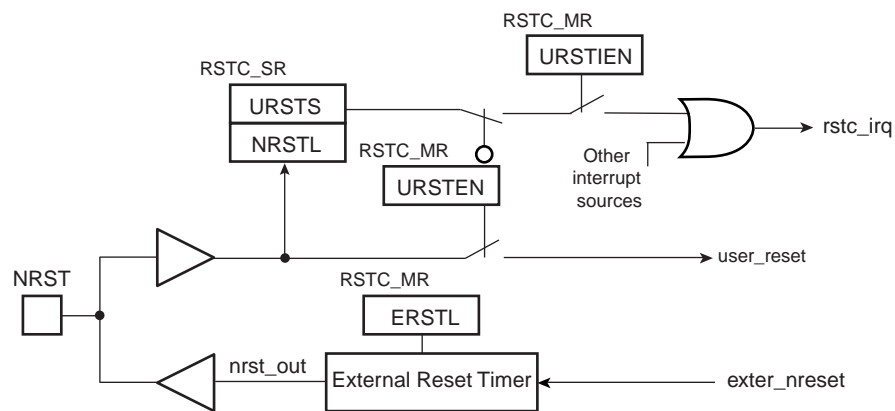 RSTC_MR
URSTIEN
RSTC_SR
URSTS
NRSTL
rstc_irq
RSTC_MR
Other
interrupt
sources
URSTEN
user_reset
NRST
RSTC_MR
ERSTL
nrst_out
External Reset Timer
exter_nreset